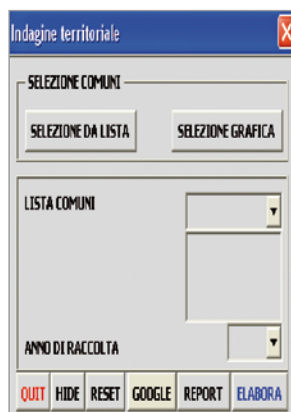 Indagine territoriale
SELEZIONE COMUNI
SELEZIONE DA LISTA SELEZIONE GRAFICA
LISTA COMUNI
ANNO DI RACCOLTA
QUIT HIDE RESET GOOGLE REPORT ELABORA